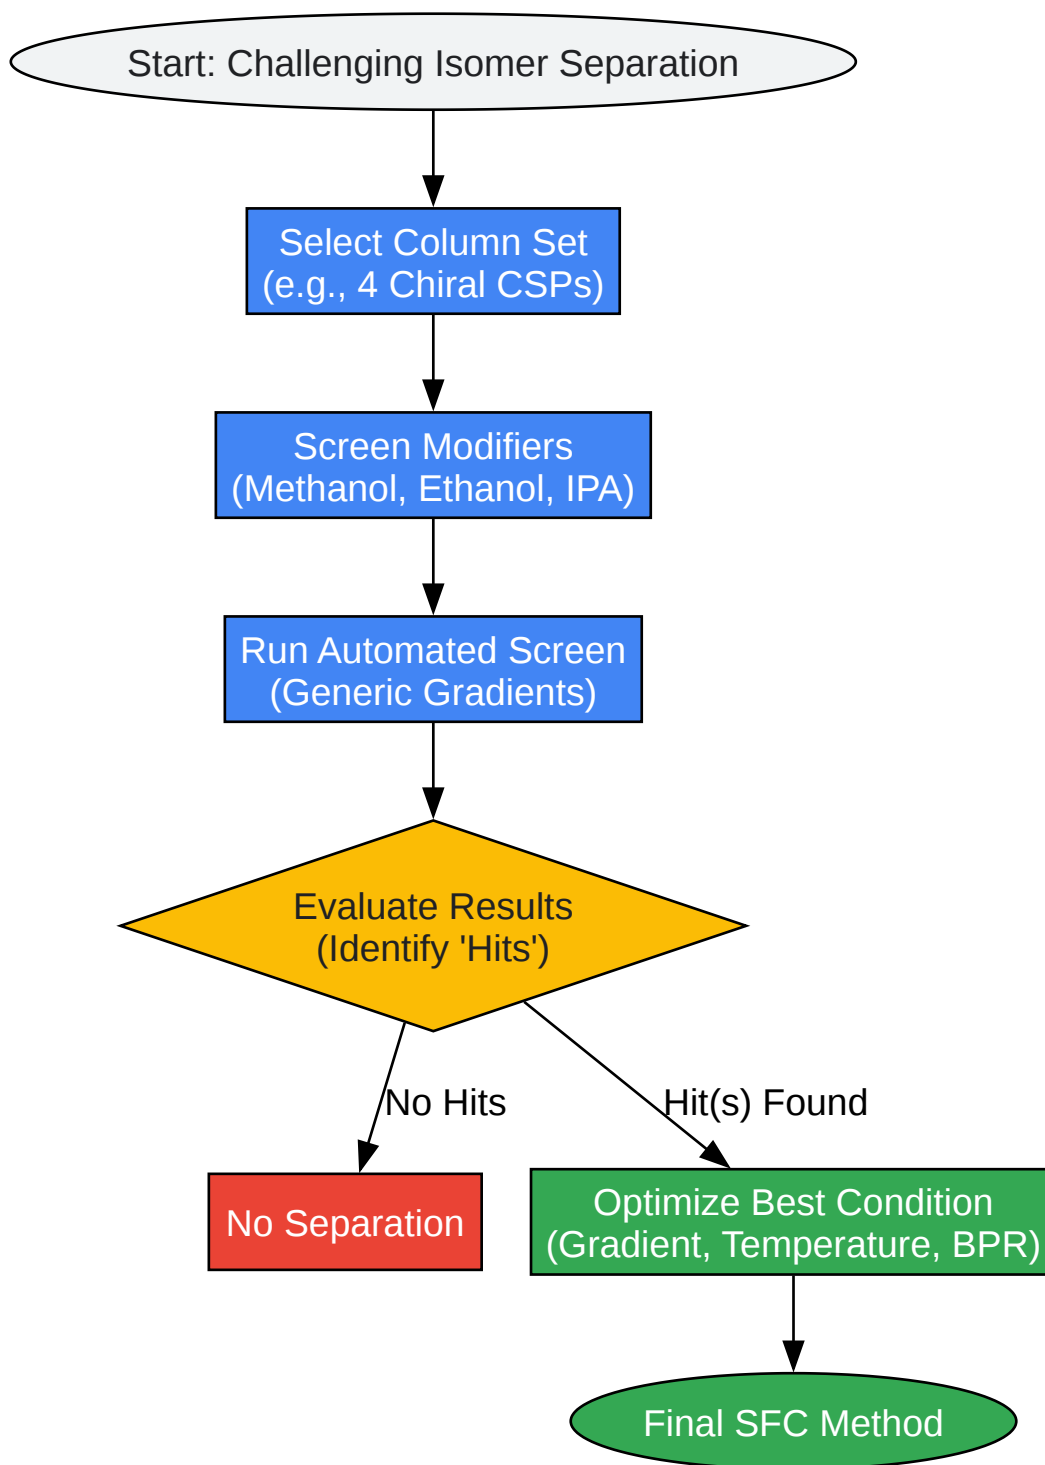 Start: Challenging Isomer Separation
Select Column Set
(e.g., 4 Chiral CSPs)
Screen Modifiers
(Methanol, Ethanol, IPA)
Run Automated Screen
(Generic Gradients)
Evaluate Results
(Identify 'Hits')
No Hits
Hit(s) Found
No Separation
Optimize Best Condition
(Gradient, Temperature, BPR)
Final SFC Method